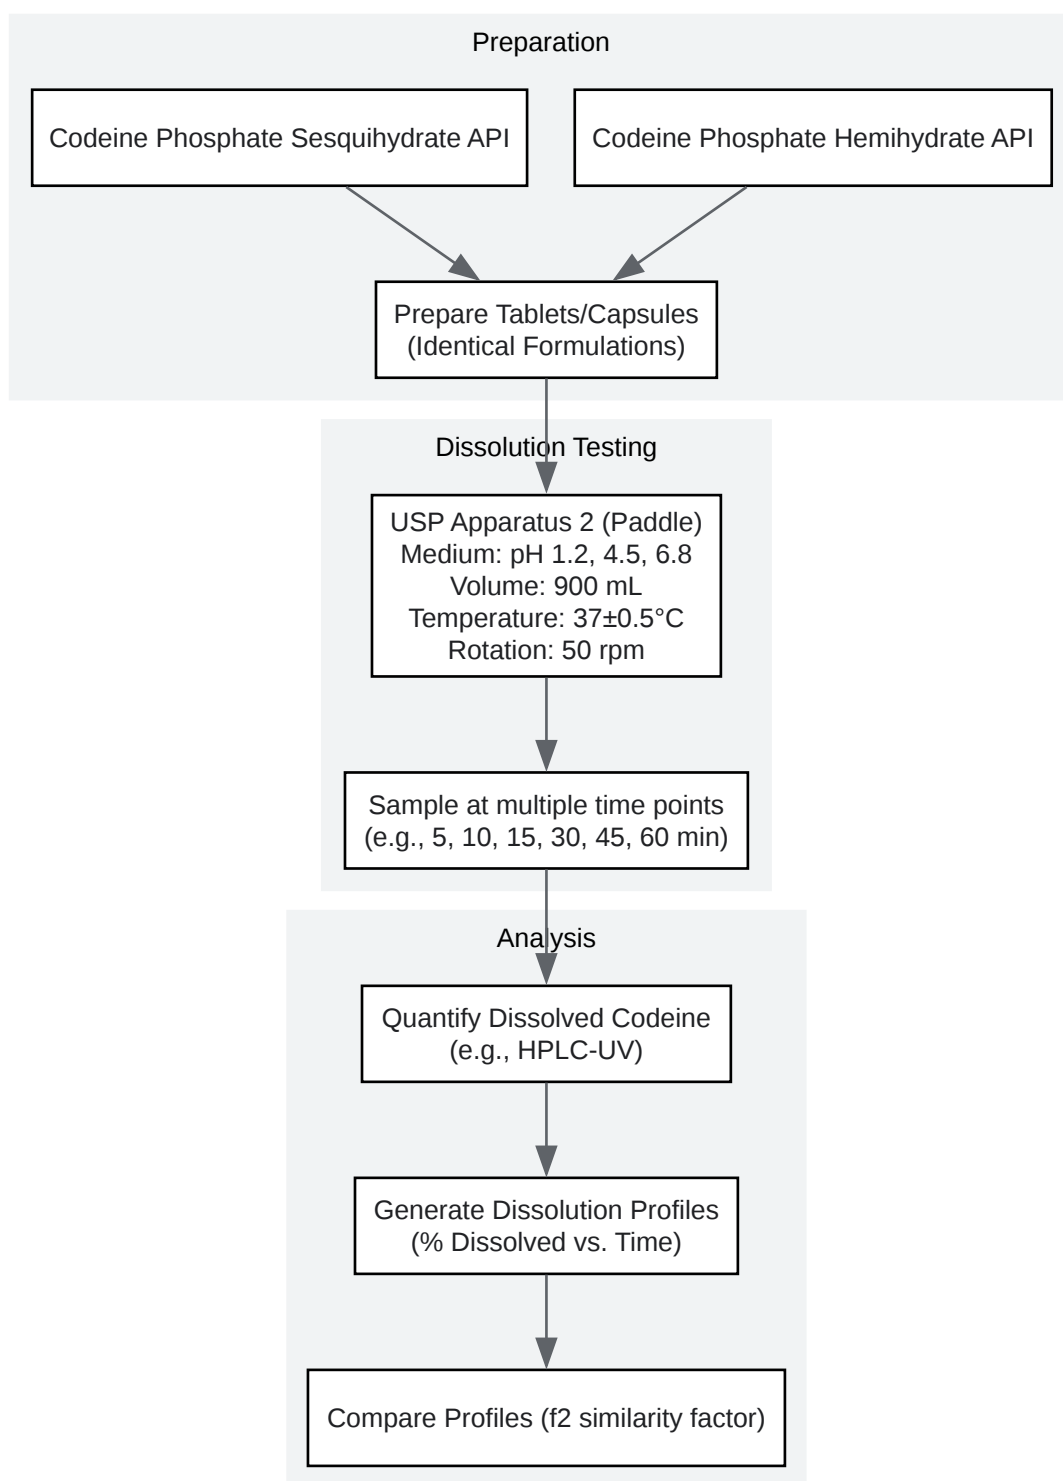 Preparation
Codeine Phosphate Sesquihydrate API
Codeine Phosphate Hemihydrate API
Prepare Tablets/Capsules
(Identical Formulations)
Dissolution Testing
USP Apparatus 2 (Paddle)
Medium: pH 1.2, 4.5, 6.8
Volume: 900 mL
Temperature: 37±0.5°C
Rotation: 50 rpm
Sample at multiple time points
(e.g., 5, 10, 15, 30, 45, 60 min)
Analysis
Quantify Dissolved Codeine
(e.g., HPLC-UV)
Generate Dissolution Profiles
(% Dissolved vs. Time)
Compare Profiles (f2 similarity factor)